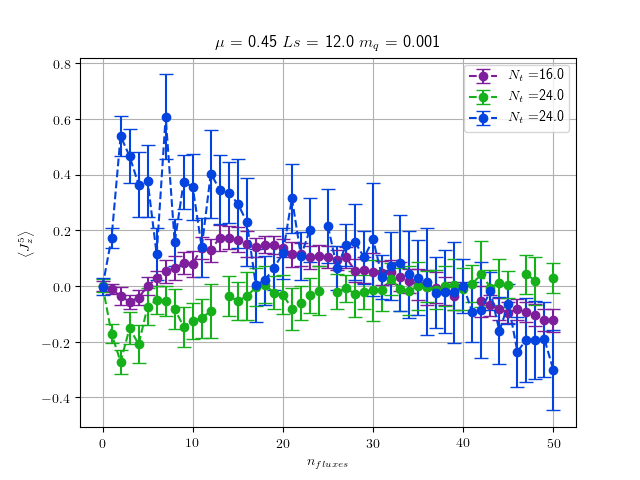 μ = 0.45 Ls = 12.0 m_q = 0.001
N_t =16.0
N_t =24.0
N_t =24.0
⟨J_z^5⟩
0.8
0.6
0.4
0.2
0.0
−0.2
−0.4
0 10 20 30 40 50
n_{fluxes}